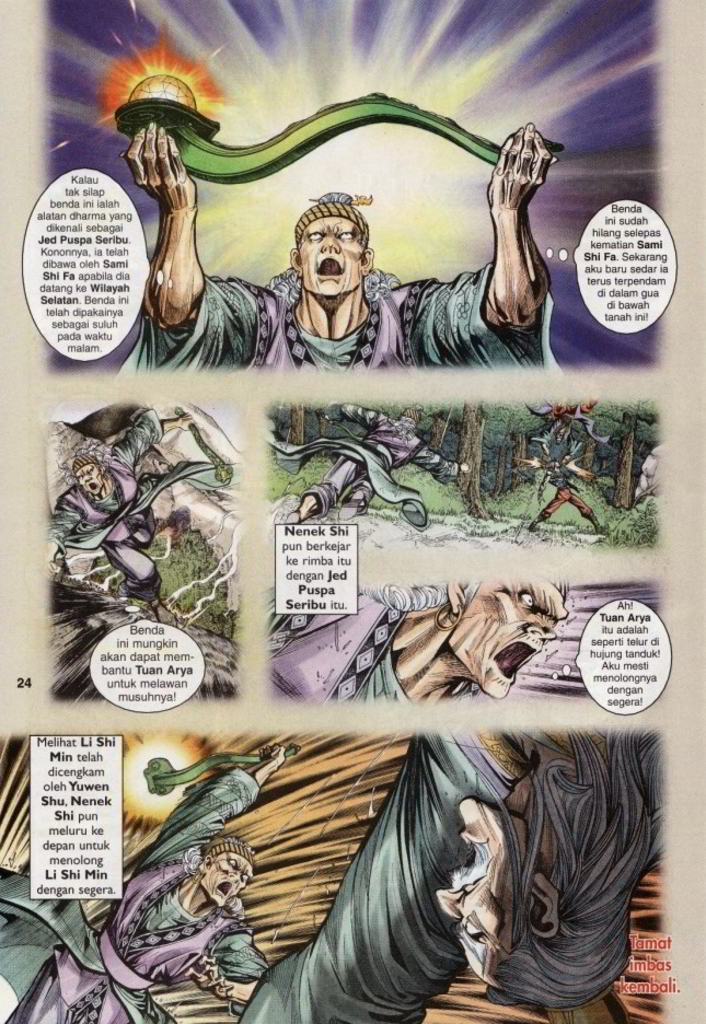 Kalau
tak silap
benda ini ialah
alatan dharma yang
dikenali sebagai
Jed Puspa Seribu.
Kononnya, ia telah
dibawa oleh Sami
Shi Fa apabila dia
datang ke Wilayah
Selatan. Benda ini
telah dipakainya
sebagai suluh
pada waktu
malam.
Benda
ini sudah
hilang selepas
kematian Sami
Shi Fa. Sekarang
aku baru sedar ia
terus terpendam
di dalam gua
di bawah
tanah ini!
Benda
ini mungkin
akan dapat mem-
bantu Tuan Arya
untuk melawan
musuhnya!
Nenek Shi
pun berkejar
ke rimba itu
dengan Jed
Puspa
Seribu itu.
Ah!
Tuan Arya
itu adalah
seperti telur di
hujung tanduk!
Aku mesti
menolongnya
dengan
segera!
24
Melihat Li Shi
Min telah
dicengkam
oleh Yuwen
Shu, Nenek
Shi pun
meluru ke
depan untuk
menolong
Li Shi Min
dengan segera.
Tamat
imbas
kembali.